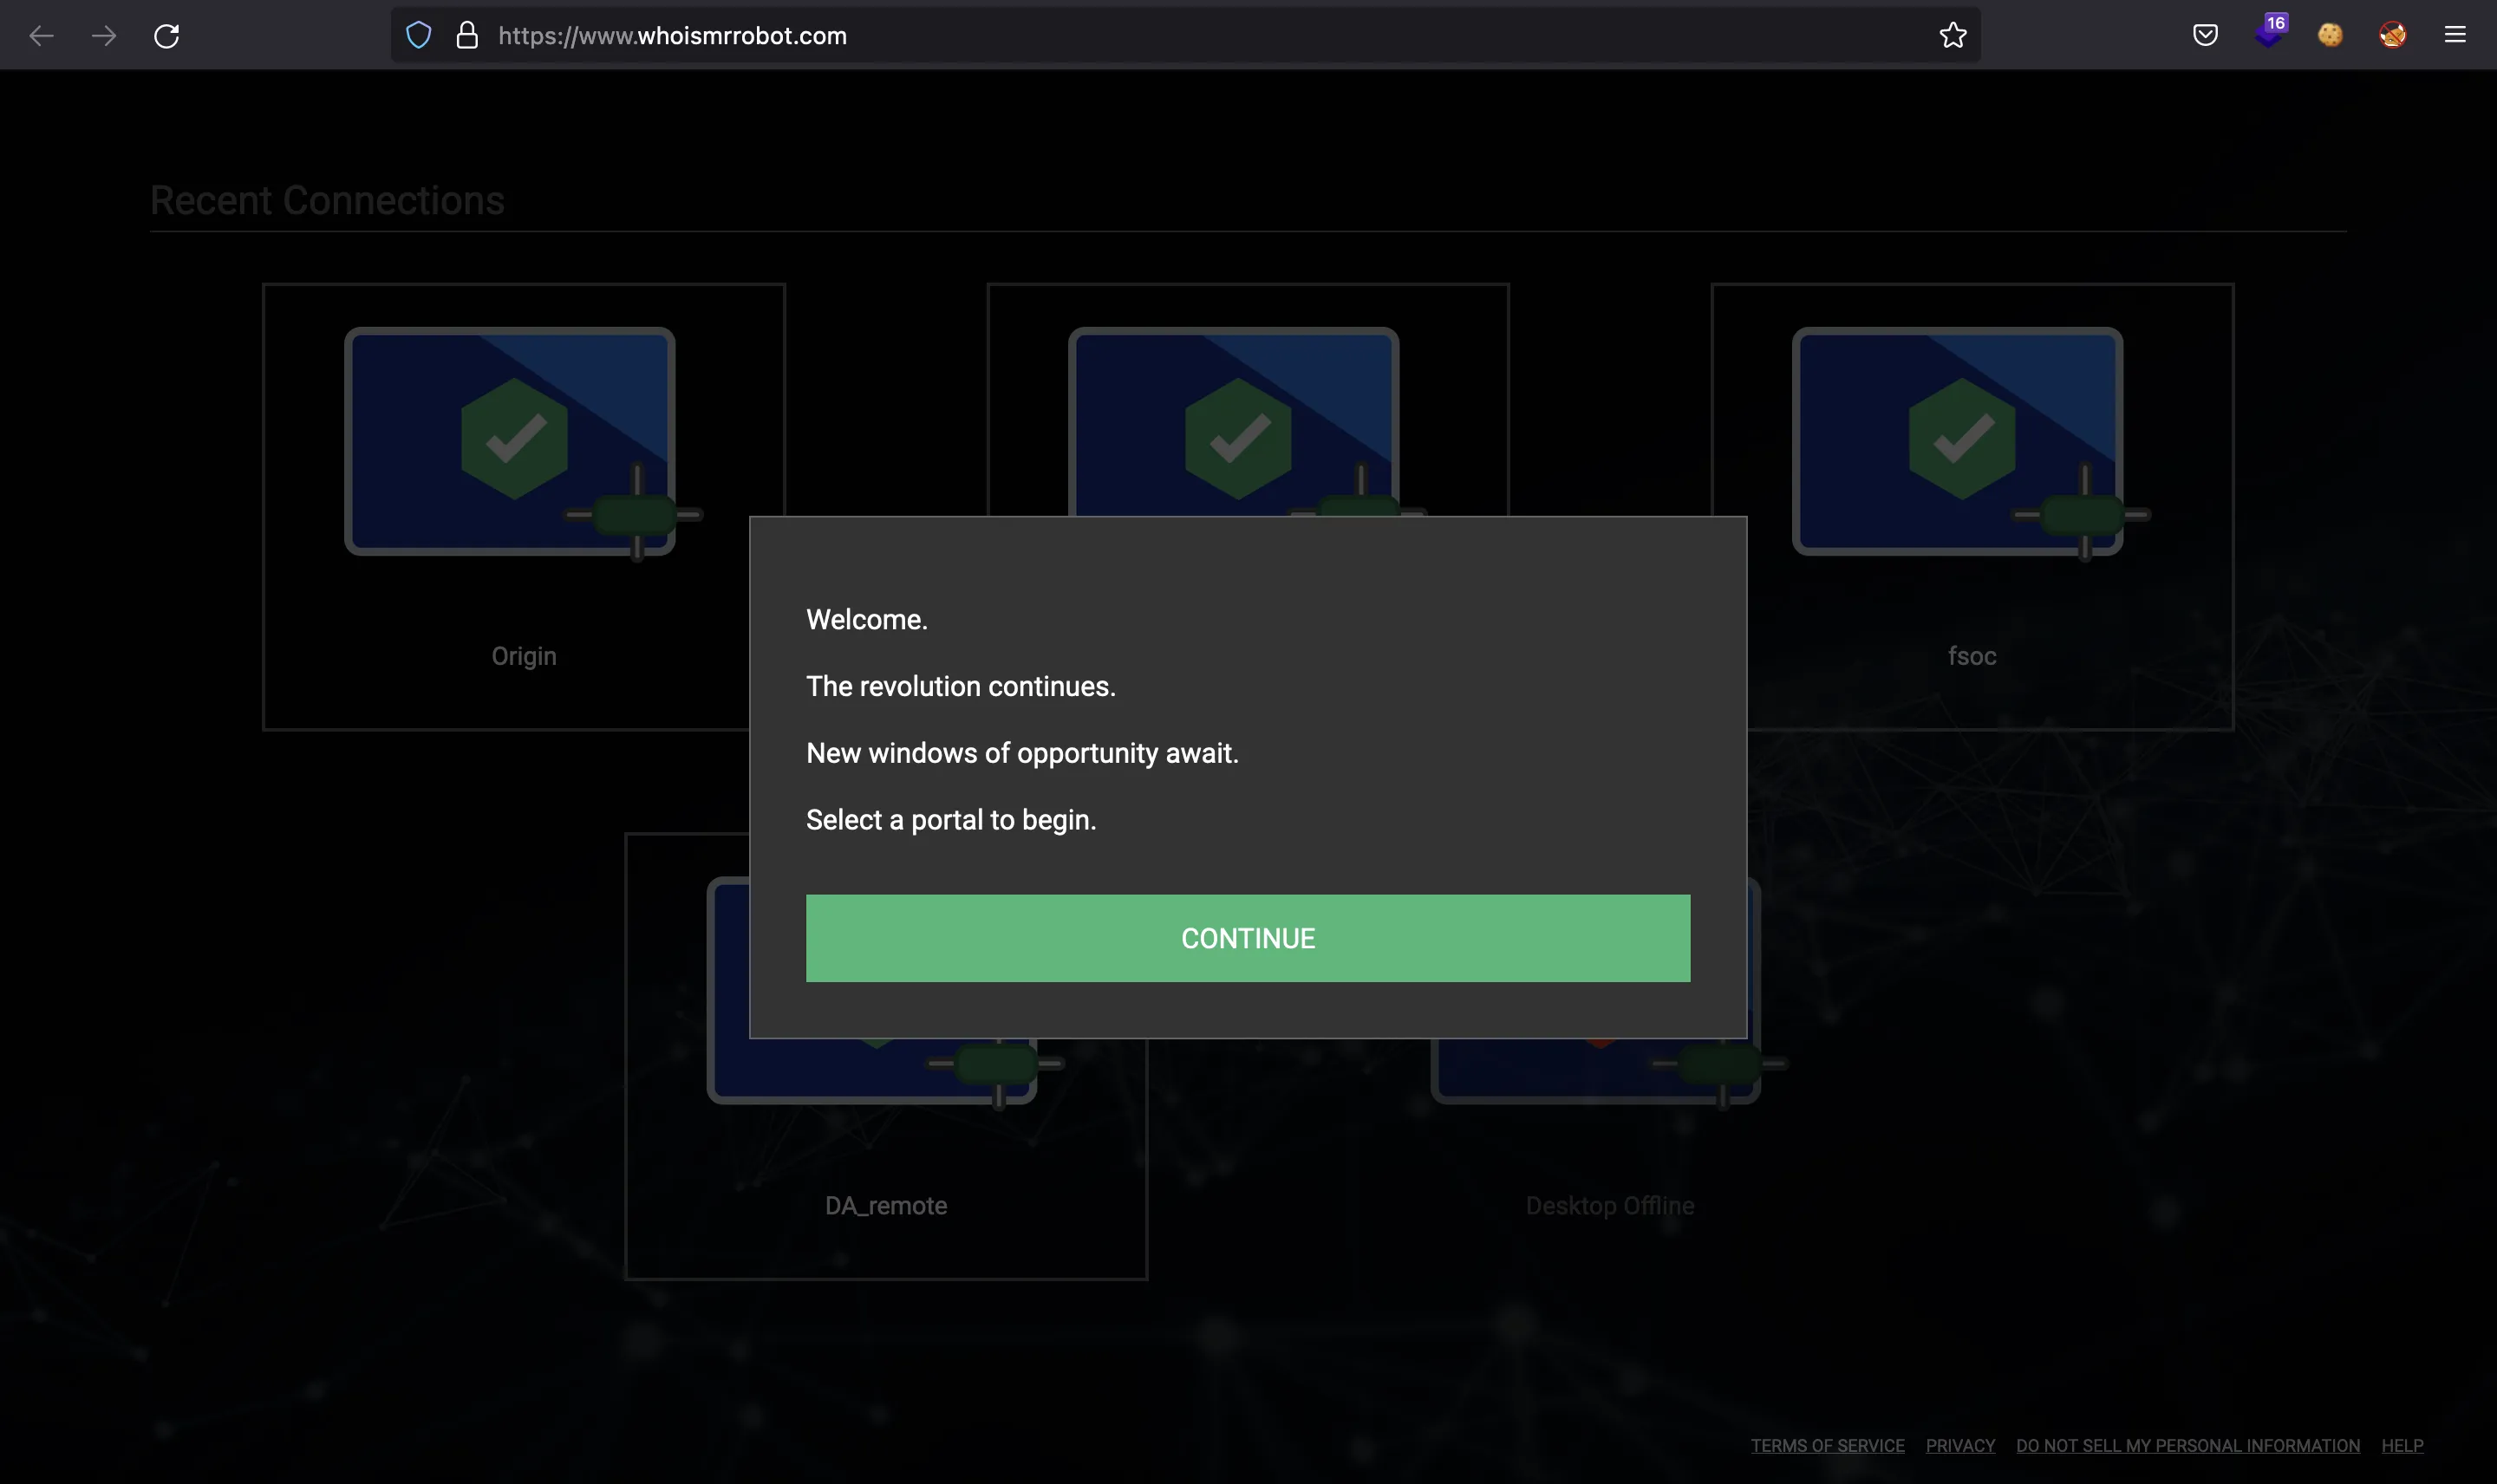 https://www.whoismrrobot.com
16
Recent Connections
Origin
fsoc
Welcome.
The revolution continues.
New windows of opportunity await.
Select a portal to begin.
CONTINUE
DA_remote
Desktop Offline
TERMS OF SERVICE PRIVACY DO NOT SELL MY PERSONAL INFORMATION HELP